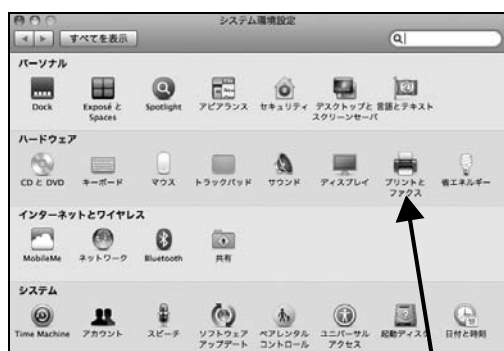 システム環境設定
すべてを表示
パーソナル
Dock
Exposé と
Spaces
Spotlight
アピアランス
セキュリティ
デスクトップと
スクリーンセーバ
言語とテキスト
ハードウェア
CD と DVD
キーボード
マウス
トラックパッド
サウンド
ディスプレイ
プリントと
ファクス
省エネルギー
インターネットとワイヤレス
MobileMe
ネットワーク
Bluetooth
共有
システム
Time Machine
アカウント
スピーチ
ソフトウェア
アップデート
ペアレンタル
コントロール
ユニバーサル
アクセス
起動ディスク
日付と時刻